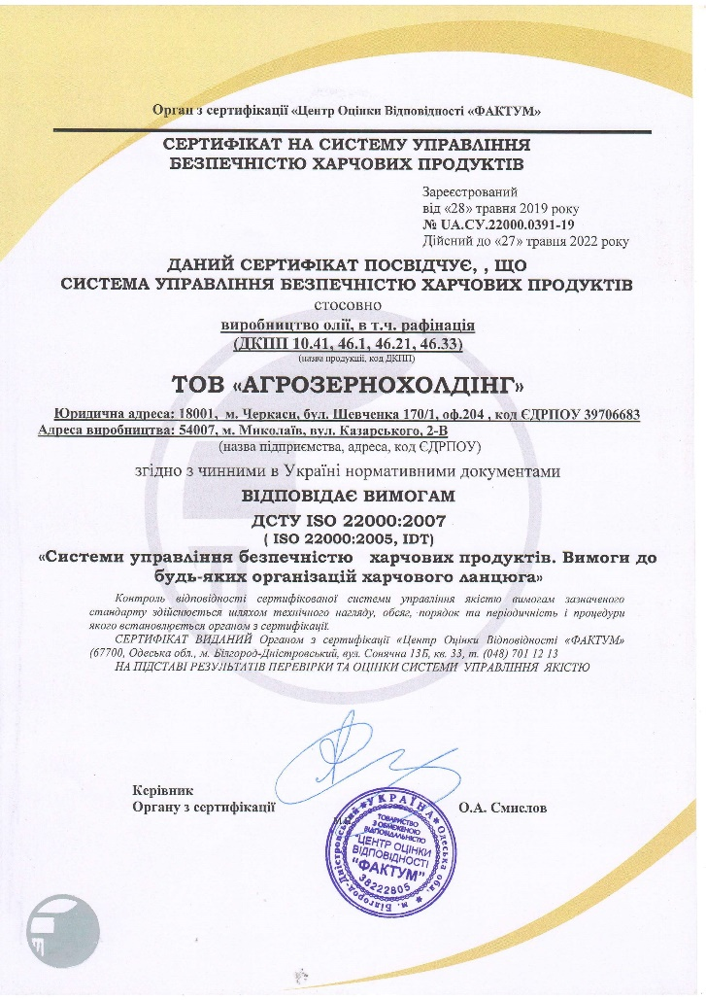 Орган з сертифікації «Центр Оцінки Відповідності «ФАКТУМ»
СЕРТИФІКАТ НА СИСТЕМУ УПРАВЛІННЯ
БЕЗПЕЧНІСТЮ ХАРЧОВИХ ПРОДУКТІВ
Зареєстрований
від «28» травня 2019 року
№ UA.СУ.22000.0391-19
Дійсний до «27» травня 2022 року
ДАНИЙ СЕРТИФІКАТ ПОСВІДЧУЄ, , ЩО
СИСТЕМА УПРАВЛІННЯ БЕЗПЕЧНІСТЮ ХАРЧОВИХ ПРОДУКТІВ
стосовно
виробництво олії, в т.ч. рафінація
(ДКПП 10.41, 46.1, 46.21, 46.33)
(назва продукції, код ДКПП)
ТОВ «АГРОЗЕРНОХОЛДІНГ»
Юридична адреса: 18001, м. Черкаси, бул. Шевченка 170/1, оф.204 , код ЄДРПОУ 39706683
Адреса виробництва: 54007, м. Миколаїв, вул. Казарського, 2-В
(назва підприємства, адреса, код ЄДРПОУ)
згідно з чинними в Україні нормативними документами
ВІДПОВІДАЄ ВИМОГАМ
ДСТУ ISO 22000:2007
( ISO 22000:2005, IDT)
«Системи управління безпечністю харчових продуктів. Вимоги до
будь-яких організацій харчового ланцюга»
Контроль відповідності сертифікованої системи управління якістю вимогам зазначеного
стандарту здійснюється шляхом технічного нагляду, обсяг, порядок та періодичність і процедури
якого встановлюється органом з сертифікації.
СЕРТИФІКАТ ВИДАНИЙ Органом з сертифікації «Центр Оцінки Відповідності «ФАКТУМ»
(67700, Одеська обл., м. Білгород-Дністровський, вул. Сонячна 13Б, кв. 33, т. (048) 701 12 13
НА ПІДСТАВІ РЕЗУЛЬТАТІВ ПЕРЕВІРКИ ТА ОЦІНКИ СИСТЕМИ УПРАВЛІННЯ ЯКІСТЮ
Керівник
Органу з сертифікації
О.А. Смислов
УКРАЇНА * Одеська обл. * м. Білгород-Дністровський *
ТОВАРИСТВО
З ОБМЕЖЕНОЮ
ВІДПОВІДАЛЬНІСТЮ
"ЦЕНТР ОЦІНКИ
ВІДПОВІДНОСТІ
"ФАКТУМ"
38222805